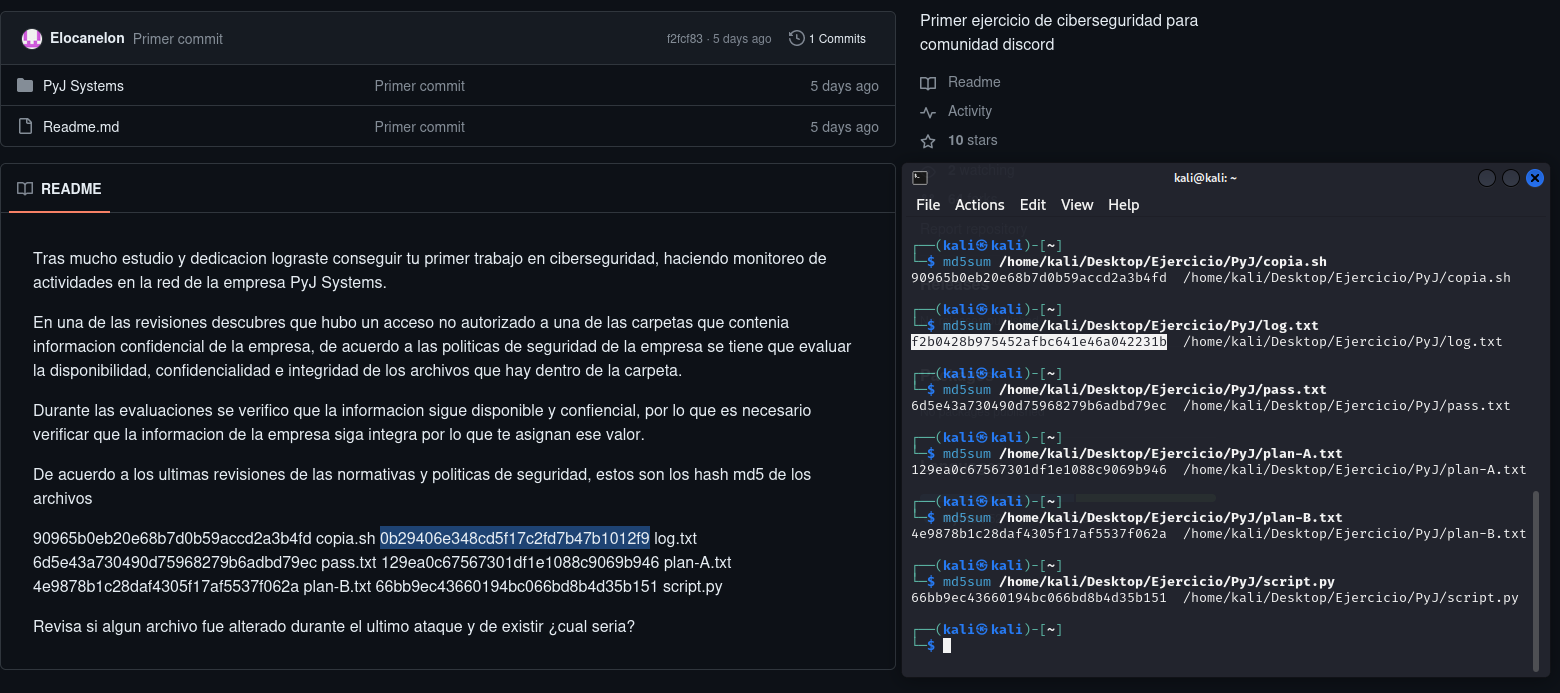 Elocanelon Primer commit f2fcf83 · 5 days ago 1 Commits
PyJ Systems Primer commit 5 days ago
Readme.md Primer commit 5 days ago
README
Tras mucho estudio y dedicacion lograste conseguir tu primer trabajo en ciberseguridad, haciendo monitoreo de
actividades en la red de la empresa PyJ Systems.
En una de las revisiones descubres que hubo un acceso no autorizado a una de las carpetas que contenia
informacion confidencial de la empresa, de acuerdo a las politicas de seguridad de la empresa se tiene que evaluar
la disponibilidad, confidencialidad e integridad de los archivos que hay dentro de la carpeta.
Durante las evaluaciones se verifico que la informacion sigue disponible y confiencial, por lo que es necesario
verificar que la informacion de la empresa siga integra por lo que te asignan ese valor.
De acuerdo a los ultimas revisiones de las normativas y politicas de seguridad, estos son los hash md5 de los
archivos
90965b0eb20e68b7d0b59accd2a3b4fd copia.sh 0b29406e348cd5f17c2fd7b47b1012f9 log.txt
6d5e43a730490d75968279b6adbd79ec pass.txt 129ea0c67567301df1e1088c9069b946 plan-A.txt
4e9878b1c28daf4305f17af5537f062a plan-B.txt 66bb9ec43660194bc066bd8b4d35b151 script.py
Revisa si algun archivo fue alterado durante el ultimo ataque y de existir ¿cual seria?
Primer ejercicio de ciberseguridad para
comunidad discord
Readme
Activity
10 stars
2 watching
Report repository
Releases
kali@kali: ~
File Actions Edit View Help
┌──(kali㉿kali)-[~]
└─$ md5sum /home/kali/Desktop/Ejercicio/PyJ/copia.sh
90965b0eb20e68b7d0b59accd2a3b4fd /home/kali/Desktop/Ejercicio/PyJ/copia.sh
┌──(kali㉿kali)-[~]
└─$ md5sum /home/kali/Desktop/Ejercicio/PyJ/log.txt
f2b0428b975452afbc641e46a042231b /home/kali/Desktop/Ejercicio/PyJ/log.txt
┌──(kali㉿kali)-[~]
└─$ md5sum /home/kali/Desktop/Ejercicio/PyJ/pass.txt
6d5e43a730490d75968279b6adbd79ec /home/kali/Desktop/Ejercicio/PyJ/pass.txt
┌──(kali㉿kali)-[~]
└─$ md5sum /home/kali/Desktop/Ejercicio/PyJ/plan-A.txt
129ea0c67567301df1e1088c9069b946 /home/kali/Desktop/Ejercicio/PyJ/plan-A.txt
┌──(kali㉿kali)-[~]
└─$ md5sum /home/kali/Desktop/Ejercicio/PyJ/plan-B.txt
4e9878b1c28daf4305f17af5537f062a /home/kali/Desktop/Ejercicio/PyJ/plan-B.txt
┌──(kali㉿kali)-[~]
└─$ md5sum /home/kali/Desktop/Ejercicio/PyJ/script.py
66bb9ec43660194bc066bd8b4d35b151 /home/kali/Desktop/Ejercicio/PyJ/script.py
┌──(kali㉿kali)-[~]
└─$